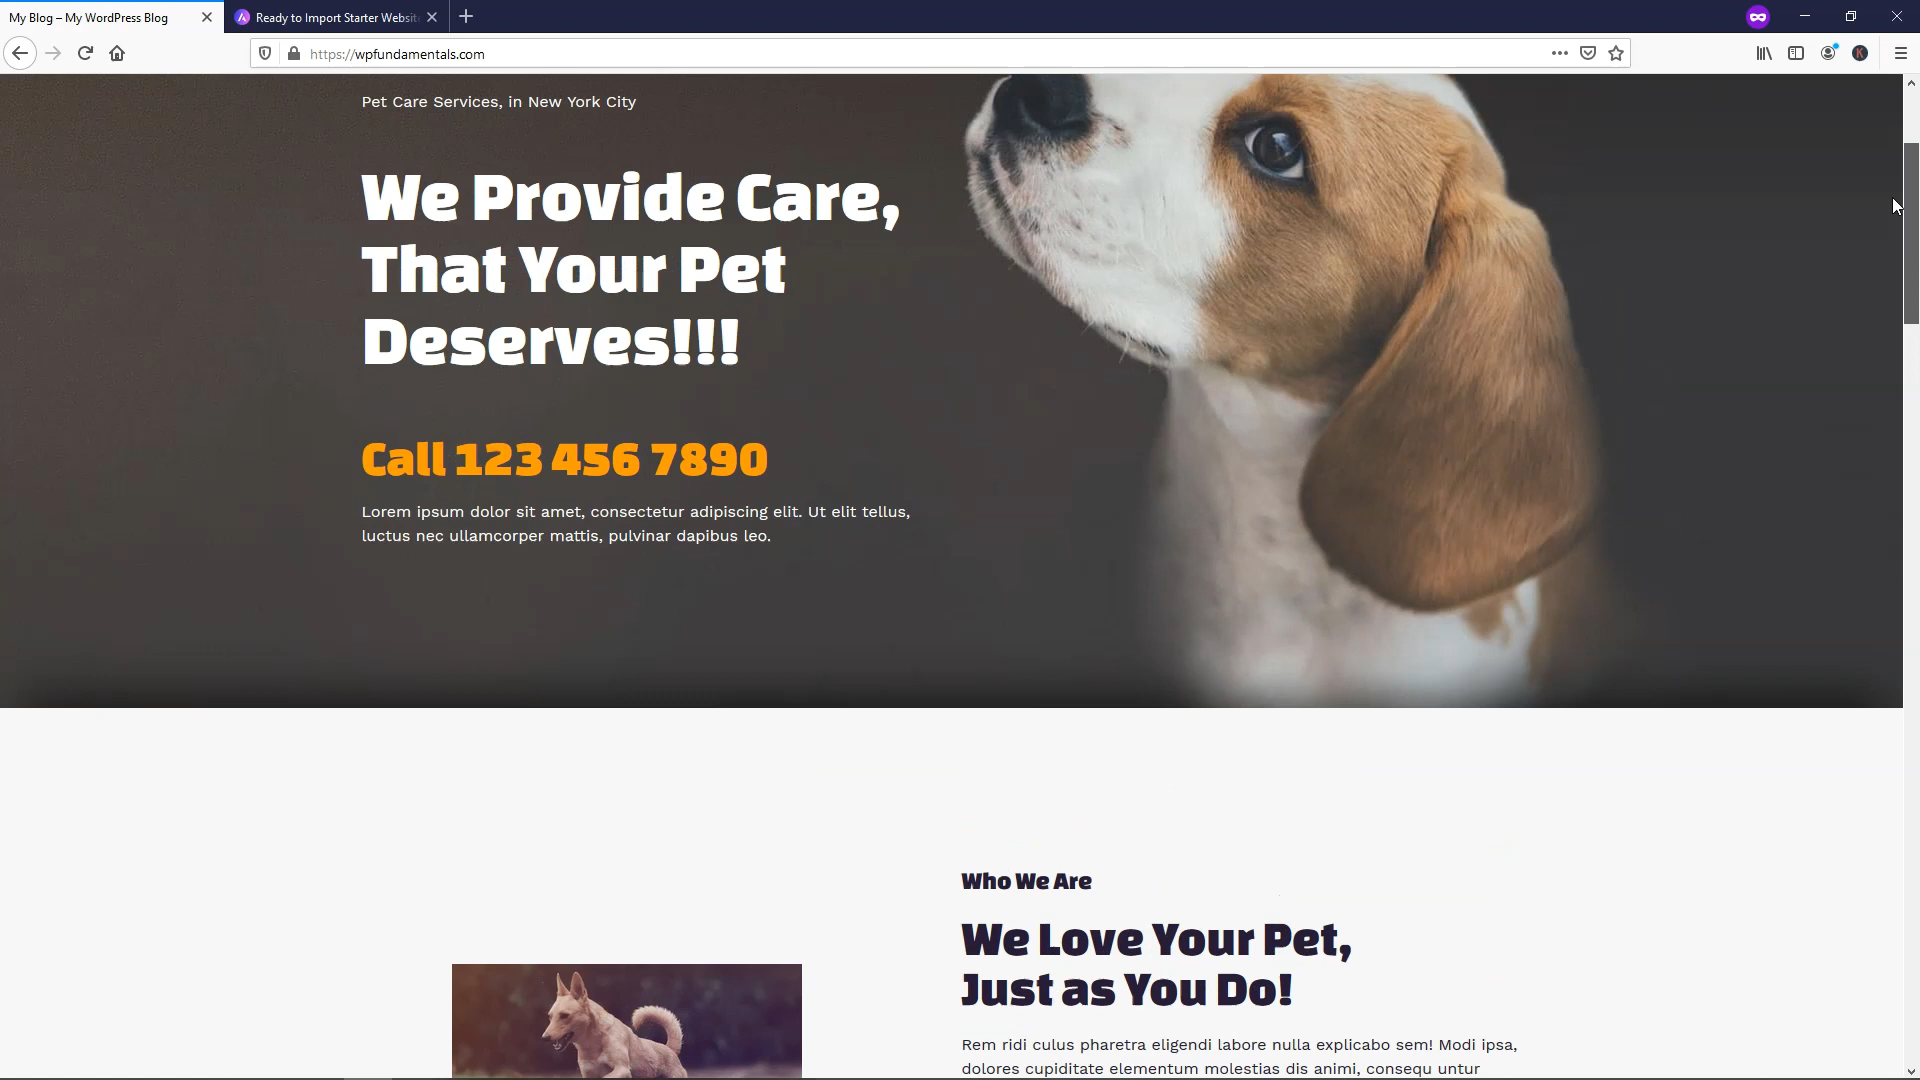 My Blog – My WordPress Blog
Ready to Import Starter Websit
https://wpfundamentals.com
K
Pet Care Services, in New York City
We Provide Care,
That Your Pet
Deserves!!!
Call 123 456 7890
Lorem ipsum dolor sit amet, consectetur adipiscing elit. Ut elit tellus,
luctus nec ullamcorper mattis, pulvinar dapibus leo.
Who We Are
We Love Your Pet,
Just as You Do!
Rem ridi culus pharetra eligendi labore nulla explicabo sem! Modi ipsa,
dolores cupiditate elementum molestias dis animi, consequ untur